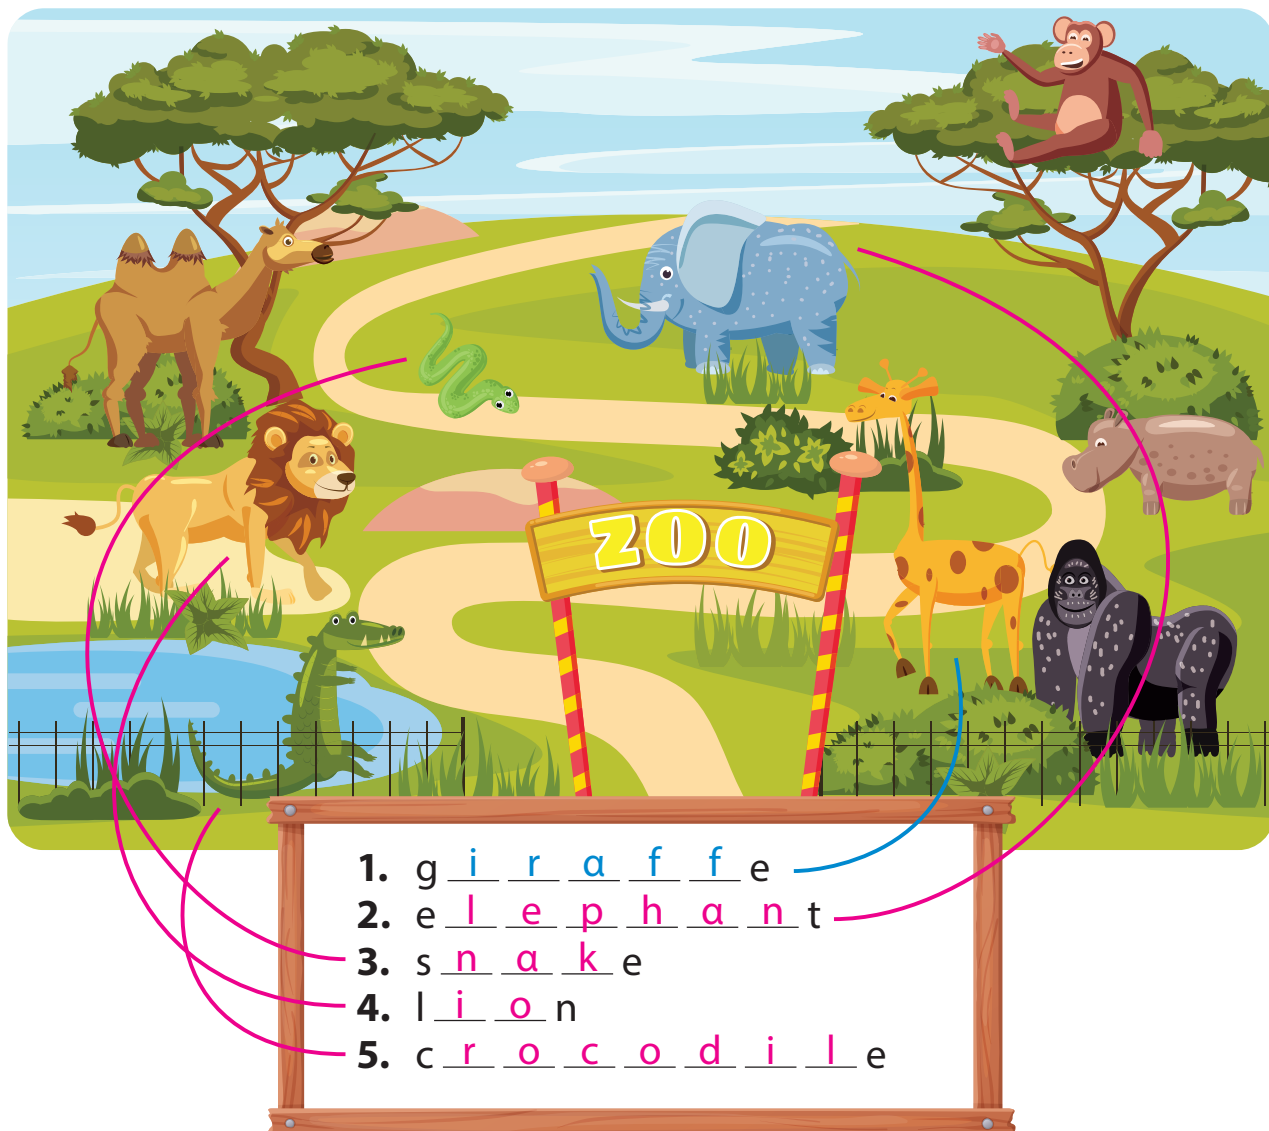 ZOO
1. giraffe
2. elephant
3. snake
4. lion
5. crocodile